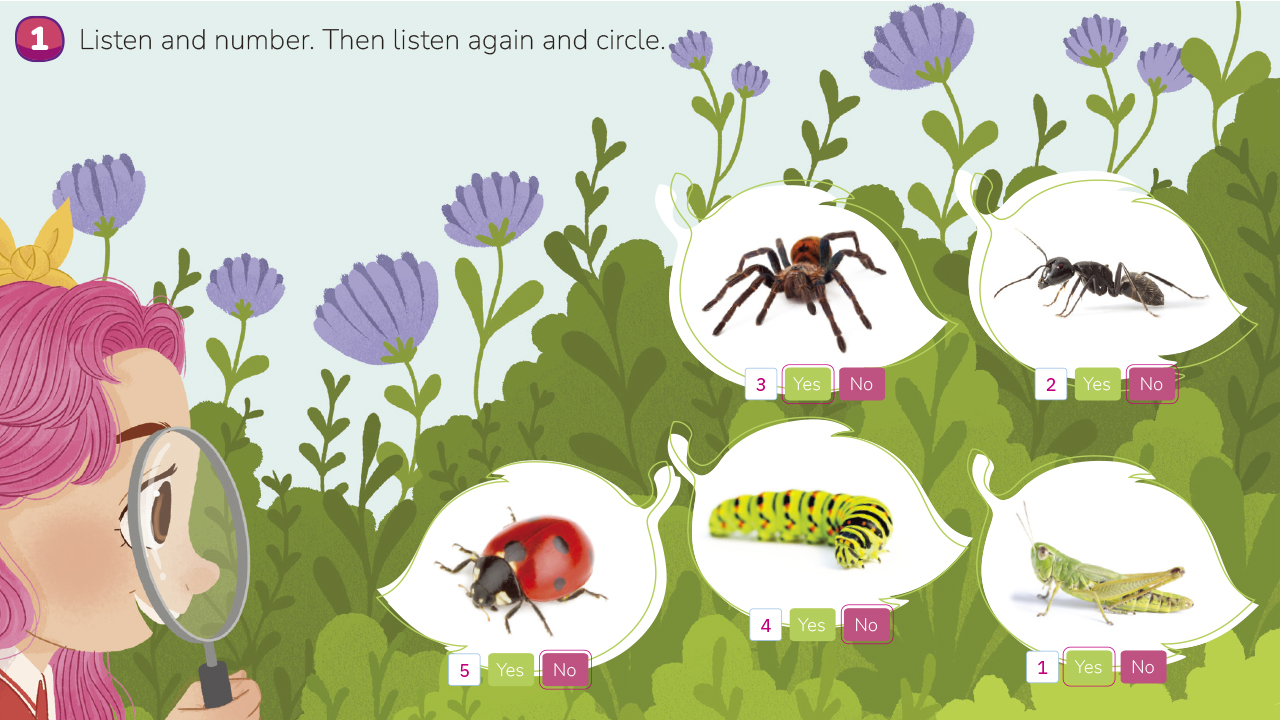 1 Listen and number. Then listen again and circle.
3 Yes No
2 Yes No
4 Yes No
5 Yes No
1 Yes No